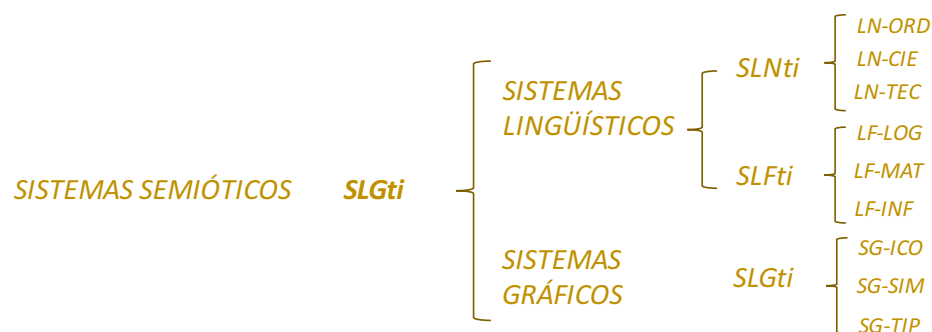 SISTEMAS SEMIÓTICOS SLGti
SISTEMAS
LINGÜÍSTICOS
SLNti
LN-ORD
LN-CIE
LN-TEC
SLFti
LF-LOG
LF-MAT
LF-INF
SISTEMAS
GRÁFICOS
SLGti
SG-ICO
SG-SIM
SG-TIP